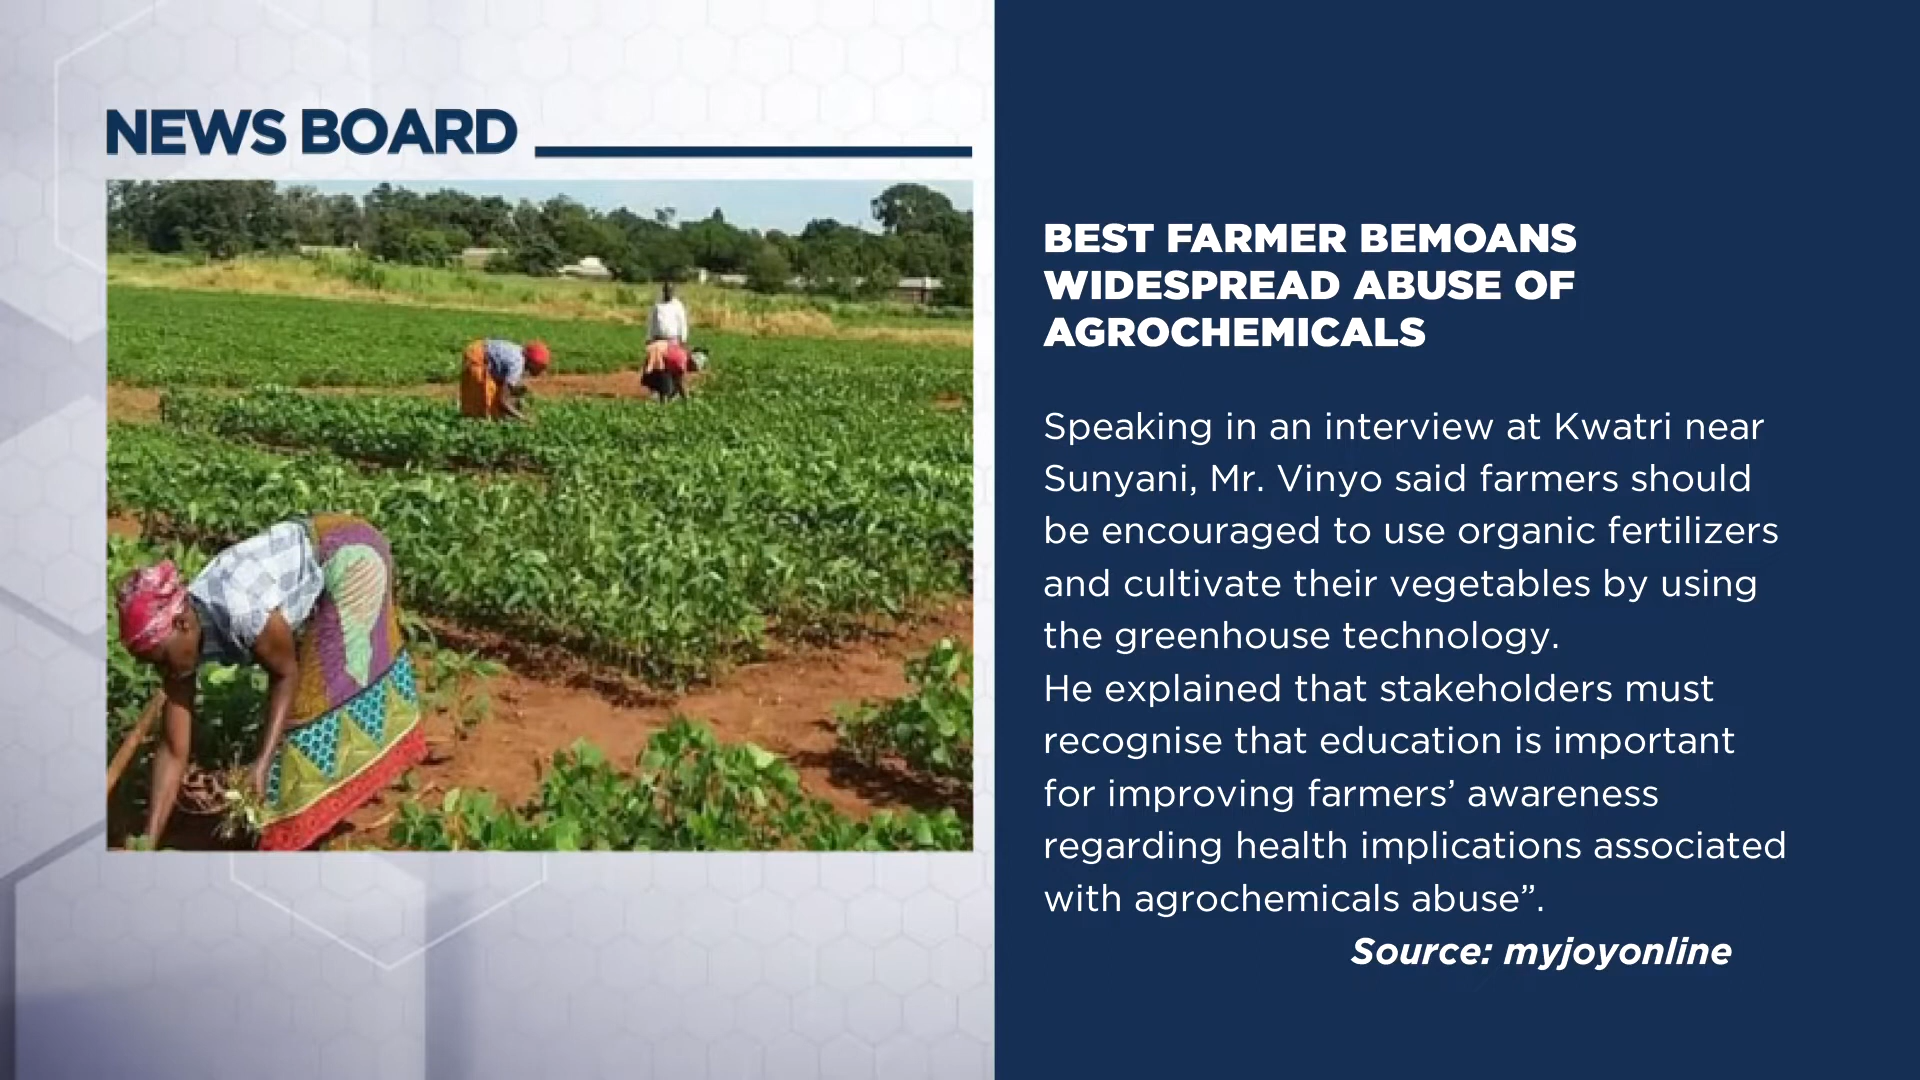 NEWS BOARD
BEST FARMER BEMOANS
WIDESPREAD ABUSE OF
AGROCHEMICALS
Speaking in an interview at Kwatri near
Sunyani, Mr. Vinyo said farmers should
be encouraged to use organic fertilizers
and cultivate their vegetables by using
the greenhouse technology.
He explained that stakeholders must
recognise that education is important
for improving farmers’ awareness
regarding health implications associated
with agrochemicals abuse”.
Source: myjoyonline